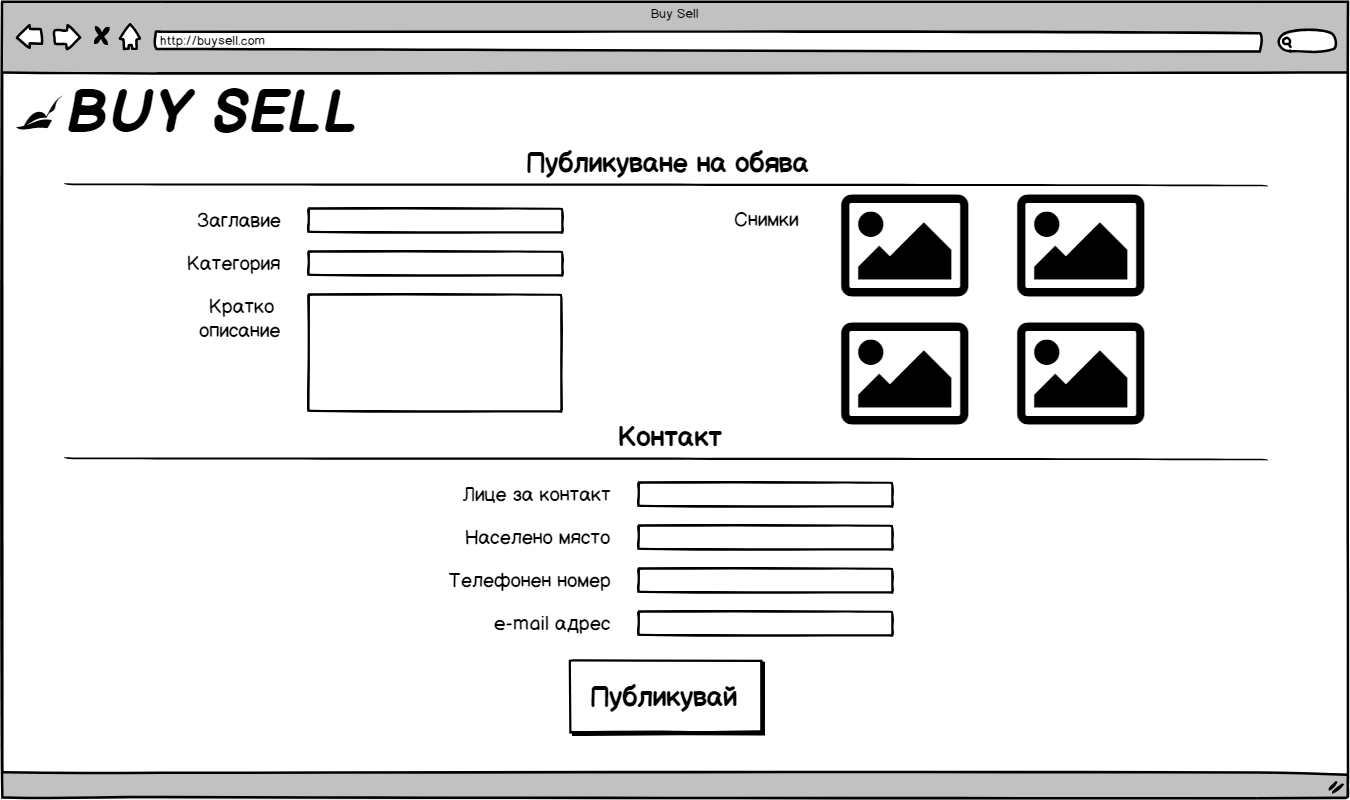 Buy Sell
http://buysell.com
BUY SELL
Публикуване на обява
Заглавие
Категория
Кратко
описание
Снимки
Контакт
Лице за контакт
Населено място
Телефонен номер
e-mail адрес
Публикувай